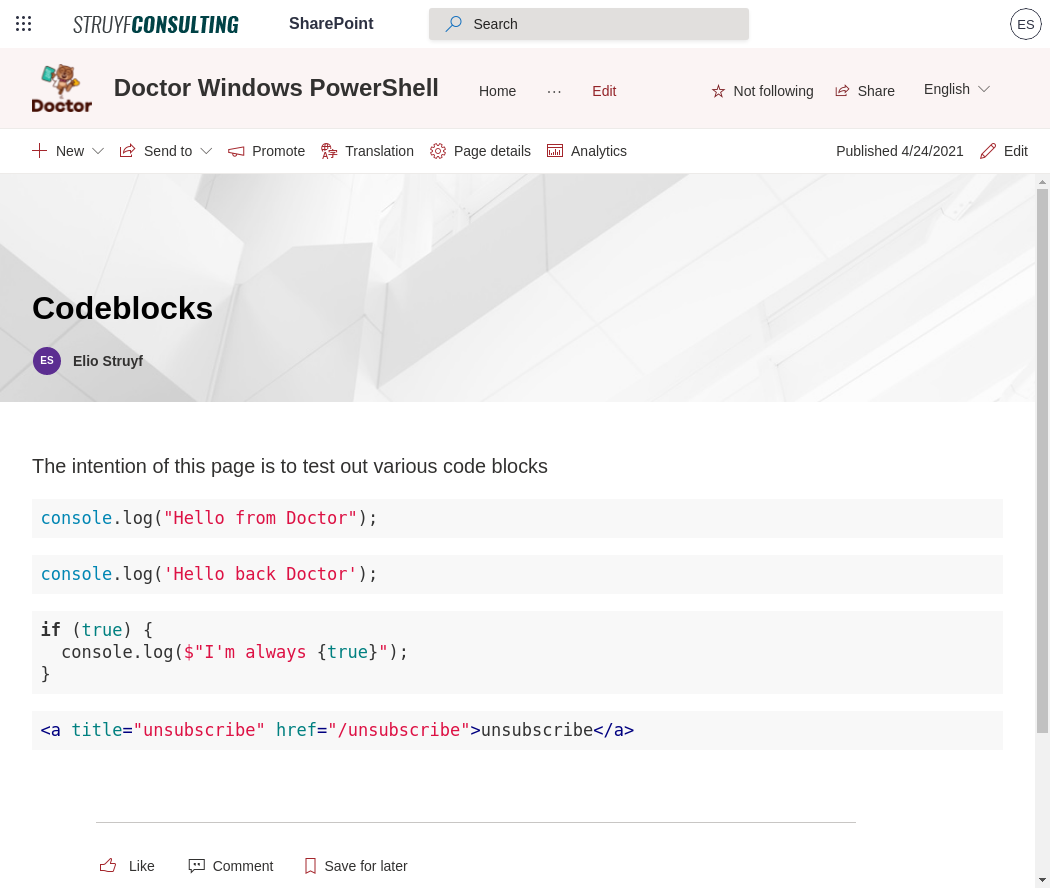 STRUYFCONSULTING SharePoint Search ES
Doctor Doctor Windows PowerShell Home ... Edit Not following Share English
New Send to Promote Translation Page details Analytics Published 4/24/2021 Edit
Codeblocks
ES Elio Struyf
The intention of this page is to test out various code blocks
console.log("Hello from Doctor");
console.log('Hello back Doctor');
if (true) {
  console.log($"I'm always {true}");
}
<a title="unsubscribe" href="/unsubscribe">unsubscribe</a>
Like Comment Save for later